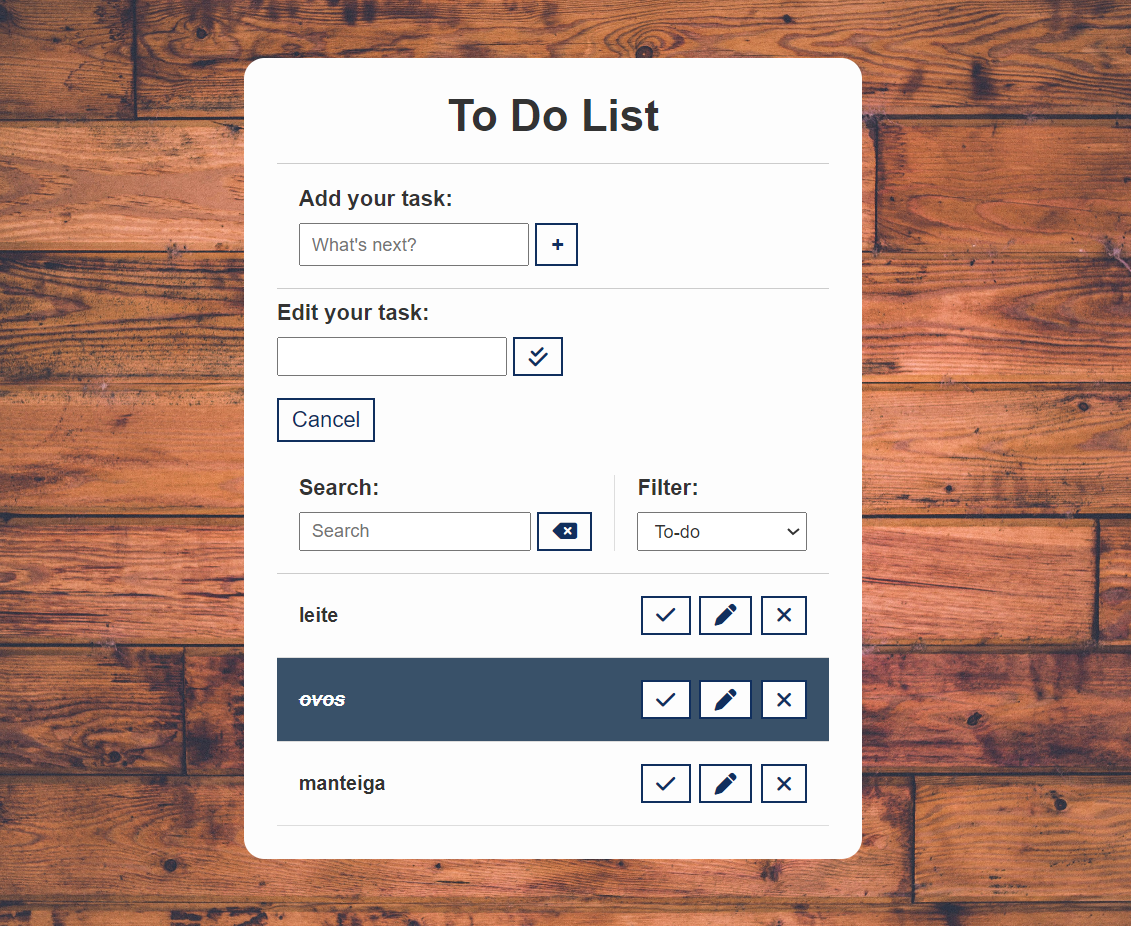 To Do List
Add your task:
What's next?
+
Edit your task:
Cancel
Search:
Filter:
Search
To-do
leite
ovos
manteiga